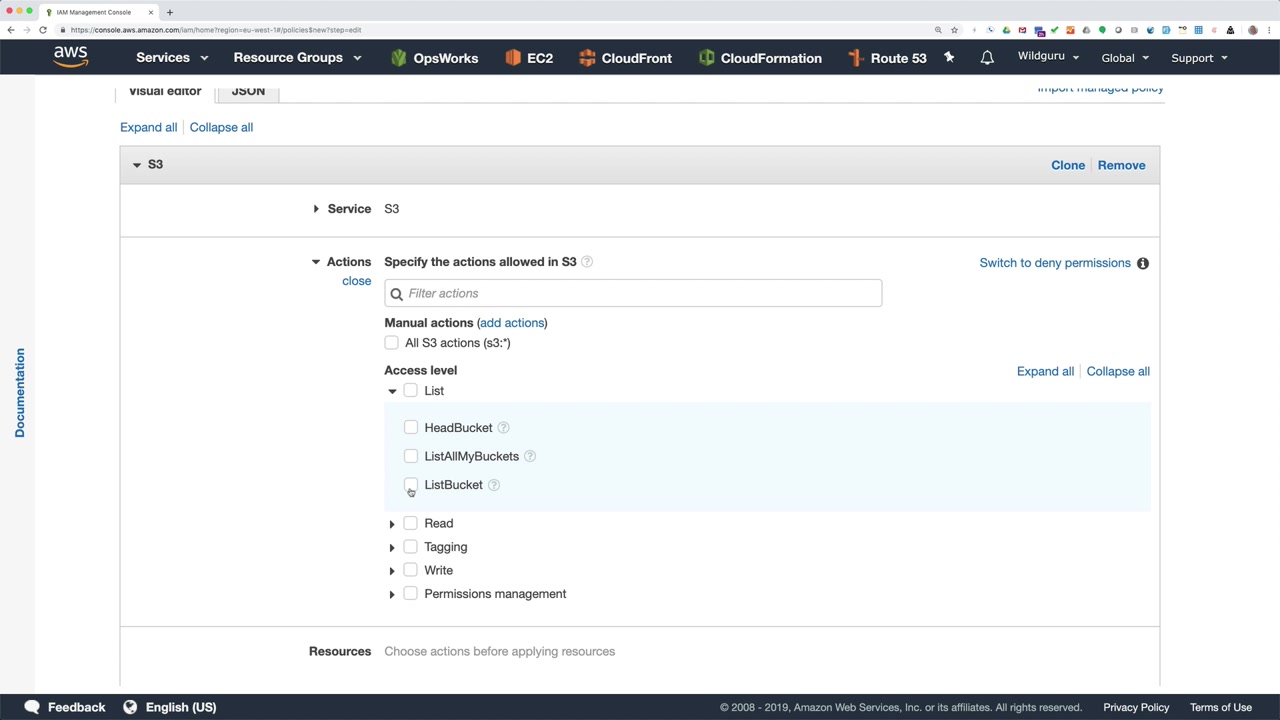 IAM Management Console
https://console.aws.amazon.com/iam/home?region=eu-west-1#/policies$new?step=edit
aws Services Resource Groups OpsWorks EC2 CloudFront CloudFormation Route 53 Wildguru Global Support
Visual editor JSON Import managed policy
Expand all Collapse all
S3 Clone Remove
Service S3
Actions Specify the actions allowed in S3 Switch to deny permissions
close
Filter actions
Manual actions (add actions)
All S3 actions (s3:*)
Access level Expand all Collapse all
List
HeadBucket
ListAllMyBuckets
ListBucket
Read
Tagging
Write
Permissions management
Resources Choose actions before applying resources
Documentation
Feedback English (US) © 2008 - 2019, Amazon Web Services, Inc. or its affiliates. All rights reserved. Privacy Policy Terms of Use